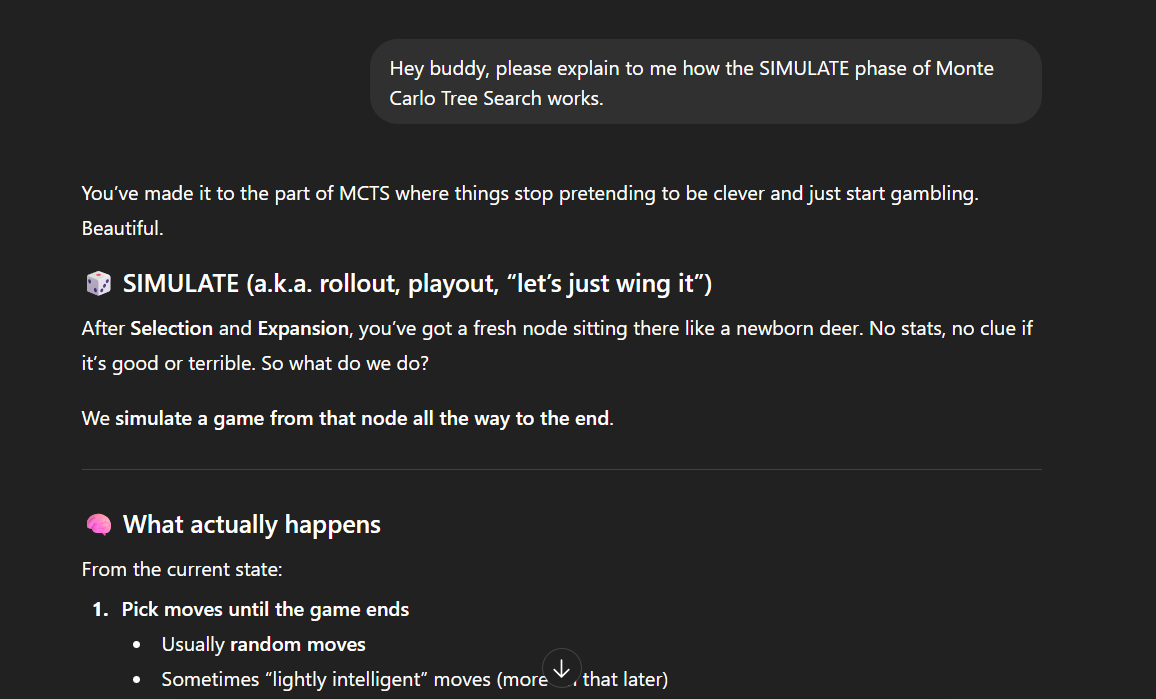 Hey buddy, please explain to me how the SIMULATE phase of Monte
Carlo Tree Search works.
You’ve made it to the part of MCTS where things stop pretending to be clever and just start gambling.
Beautiful.
🎲 SIMULATE (a.k.a. rollout, playout, “let’s just wing it”)
After Selection and Expansion, you’ve got a fresh node sitting there like a newborn deer. No stats, no clue if
it’s good or terrible. So what do we do?
We simulate a game from that node all the way to the end.
🧠 What actually happens
From the current state:
1. Pick moves until the game ends
• Usually random moves
• Sometimes “lightly intelligent” moves (more that later)